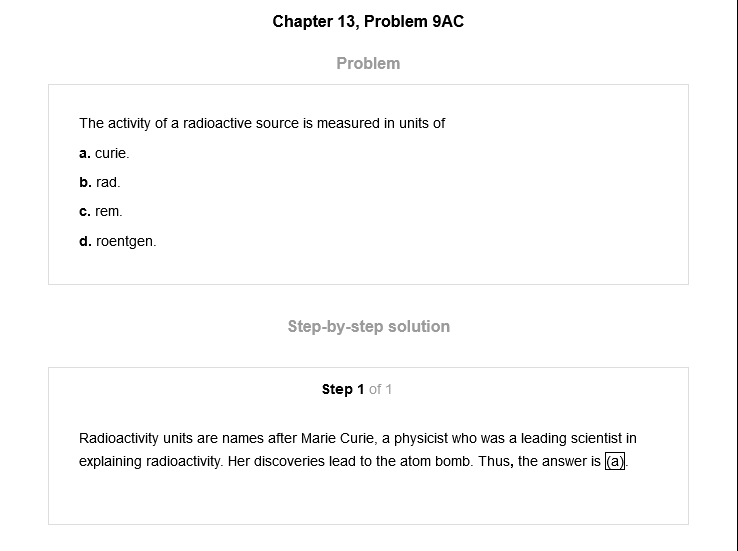 Chapter 13, Problem 9AC
Problem
The activity of a radioactive source is measured in units of
a. curie.
b. rad.
c. rem.
d. roentgen.
Step-by-step solution
Step 1 of 1
Radioactivity units are names after Marie Curie, a physicist who was a leading scientist in
explaining radioactivity. Her discoveries lead to the atom bomb. Thus, the answer is (a).